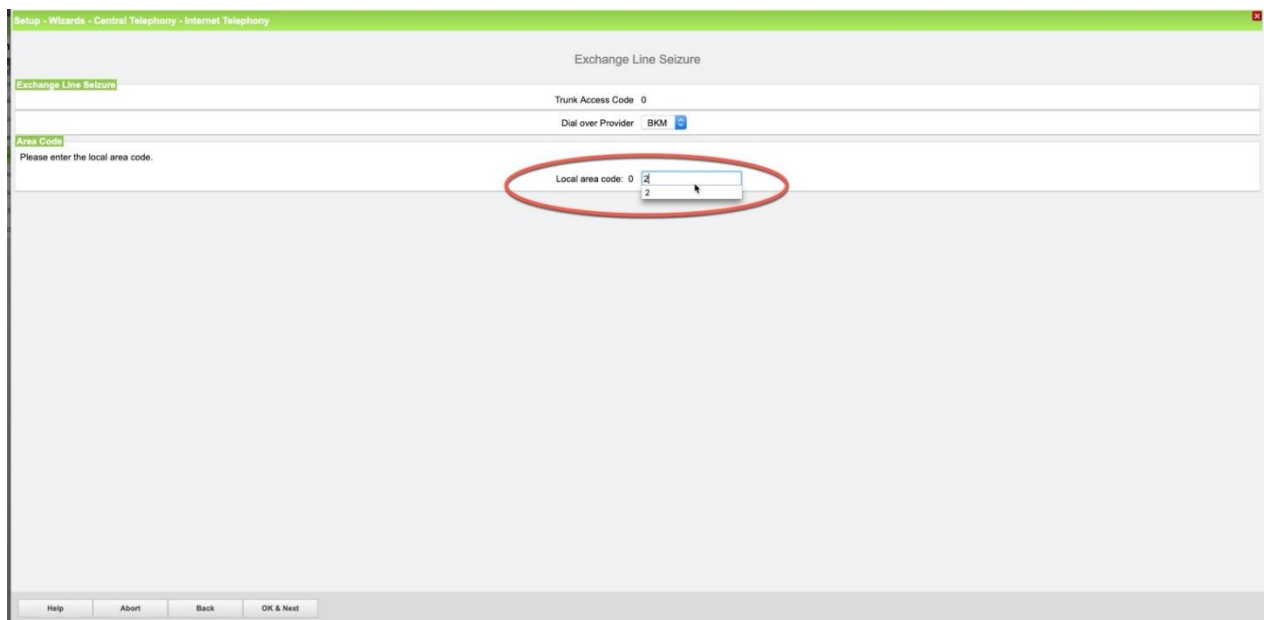 Setup - Wizards - Central Telephony - Internet Telephony
Exchange Line Seizure
Exchange Line Seizure
Trunk Access Code 0
Dial over Provider BKM
Area Code
Please enter the local area code.
Local area code: 0 2
2
Help Abort Back OK & Next